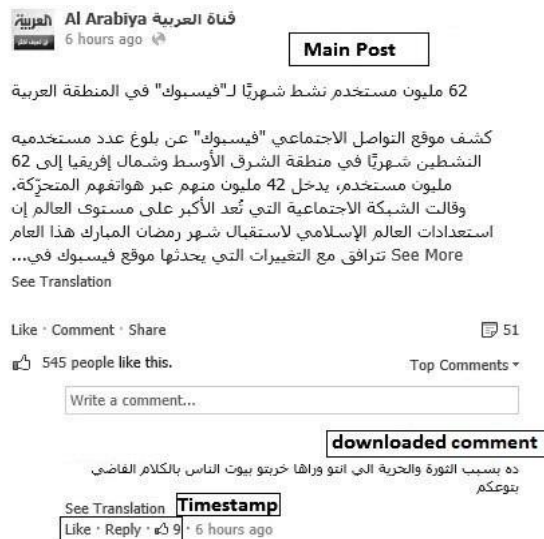 العربية
Al Arabiya قناة العربية
6 hours ago
Main Post
62 مليون مستخدم نشط شهريًا لـ"فيسبوك" في المنطقة العربية
كشف موقع التواصل الاجتماعي "فيسبوك" عن بلوغ عدد مستخدميه
النشطين شهريًا في منطقة الشرق الأوسط وشمال إفريقيا إلى 62
مليون مستخدم، يدخل 42 مليون منهم عبر هواتفهم المتحرّكة.
وقالت الشبكة الاجتماعية التي تُعد الأكبر على مستوى العالم إن
استعدادات العالم الإسلامي لاستقبال شهر رمضان المبارك هذا العام
تترافق مع التغييرات التي يحدثها موقع فيسبوك في... See More
See Translation
Like · Comment · Share 51
545 people like this. Top Comments
Write a comment...
downloaded comment
ده بسبب الثورة والحرية الي انتو وراها خربتو بيوت الناس بالكلام الفاضي
بتوعكم
See Translation Timestamp
Like · Reply · 9 · 6 hours ago